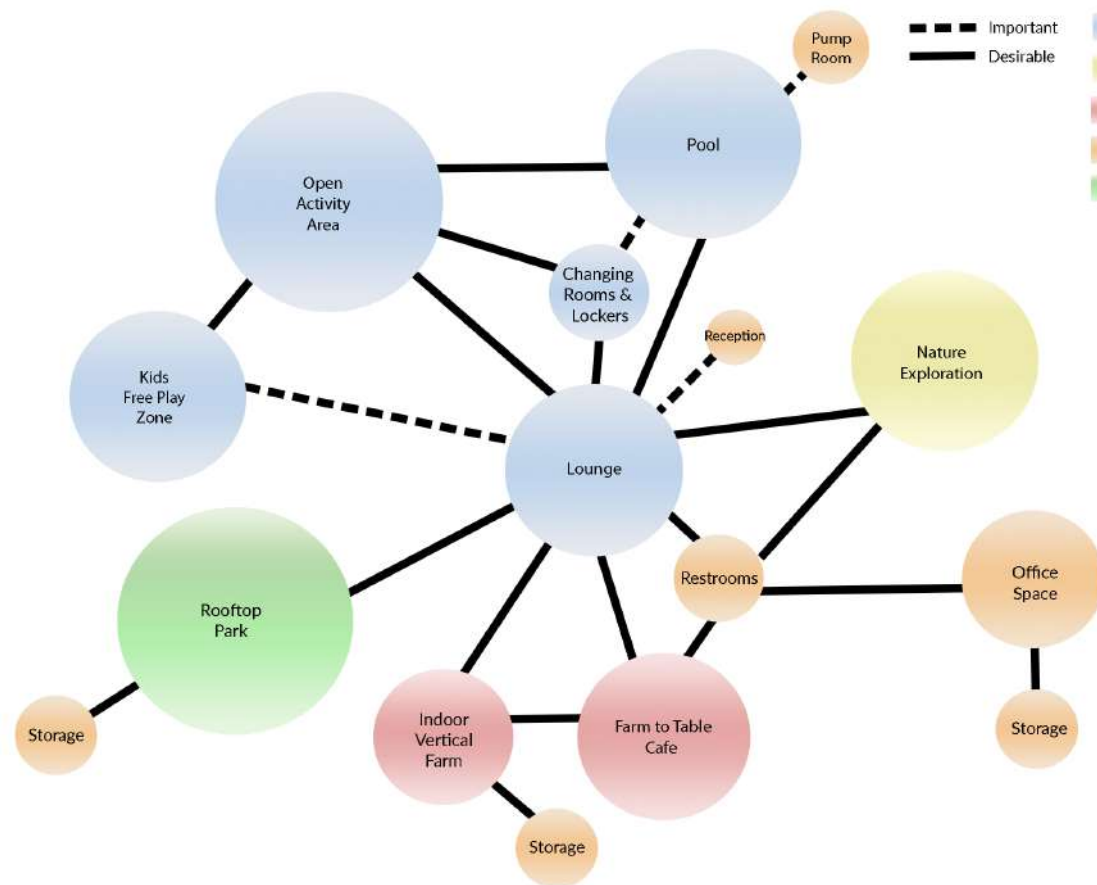 Pump
Room
Important
Desirable
Pool
Open
Activity
Area
Changing
Rooms &
Lockers
Reception
Nature
Exploration
Kids
Free Play
Zone
Lounge
Restrooms
Office
Space
Rooftop
Park
Storage
Indoor
Vertical
Farm
Farm to Table
Cafe
Storage
Storage